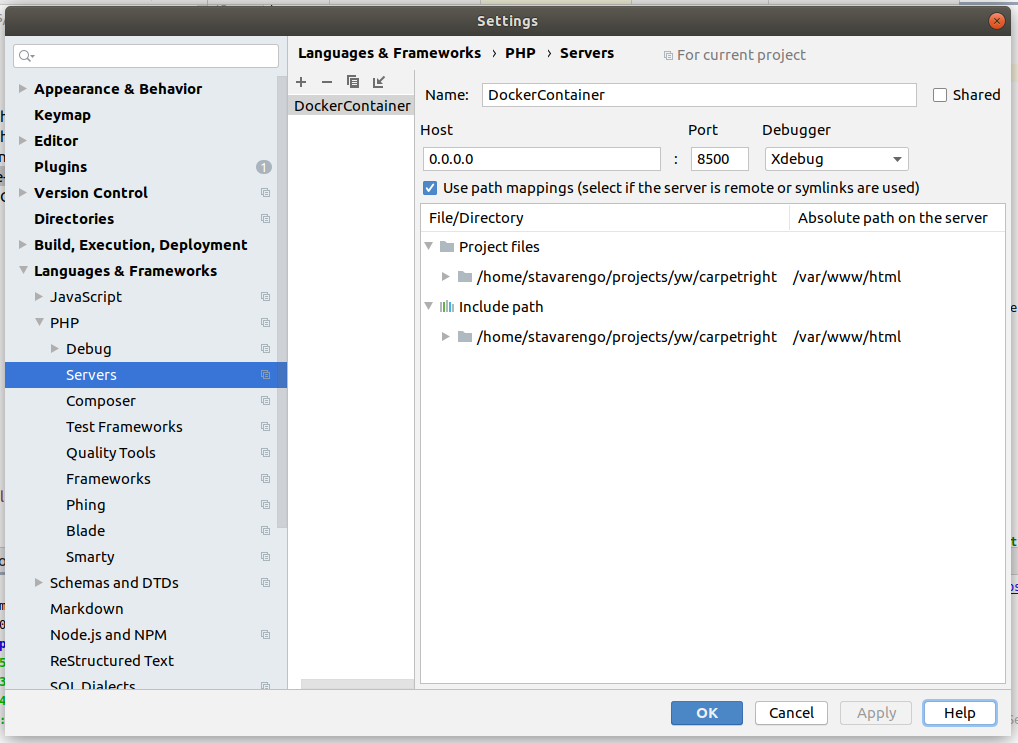 Settings
Languages & Frameworks › PHP › Servers For current project
Appearance & Behavior
Keymap
Editor
Plugins 1
Version Control
Directories
Build, Execution, Deployment
Languages & Frameworks
JavaScript
PHP
Debug
Servers
Composer
Test Frameworks
Quality Tools
Frameworks
Phing
Blade
Smarty
Schemas and DTDs
Markdown
Node.js and NPM
ReStructured Text
SQL Dialects
DockerContainer
Name: DockerContainer Shared
Host Port Debugger
0.0.0.0 : 8500 Xdebug
Use path mappings (select if the server is remote or symlinks are used)
File/Directory Absolute path on the server
Project files
/home/stavarengo/projects/yw/carpetright /var/www/html
Include path
/home/stavarengo/projects/yw/carpetright /var/www/html
OK Cancel Apply Help